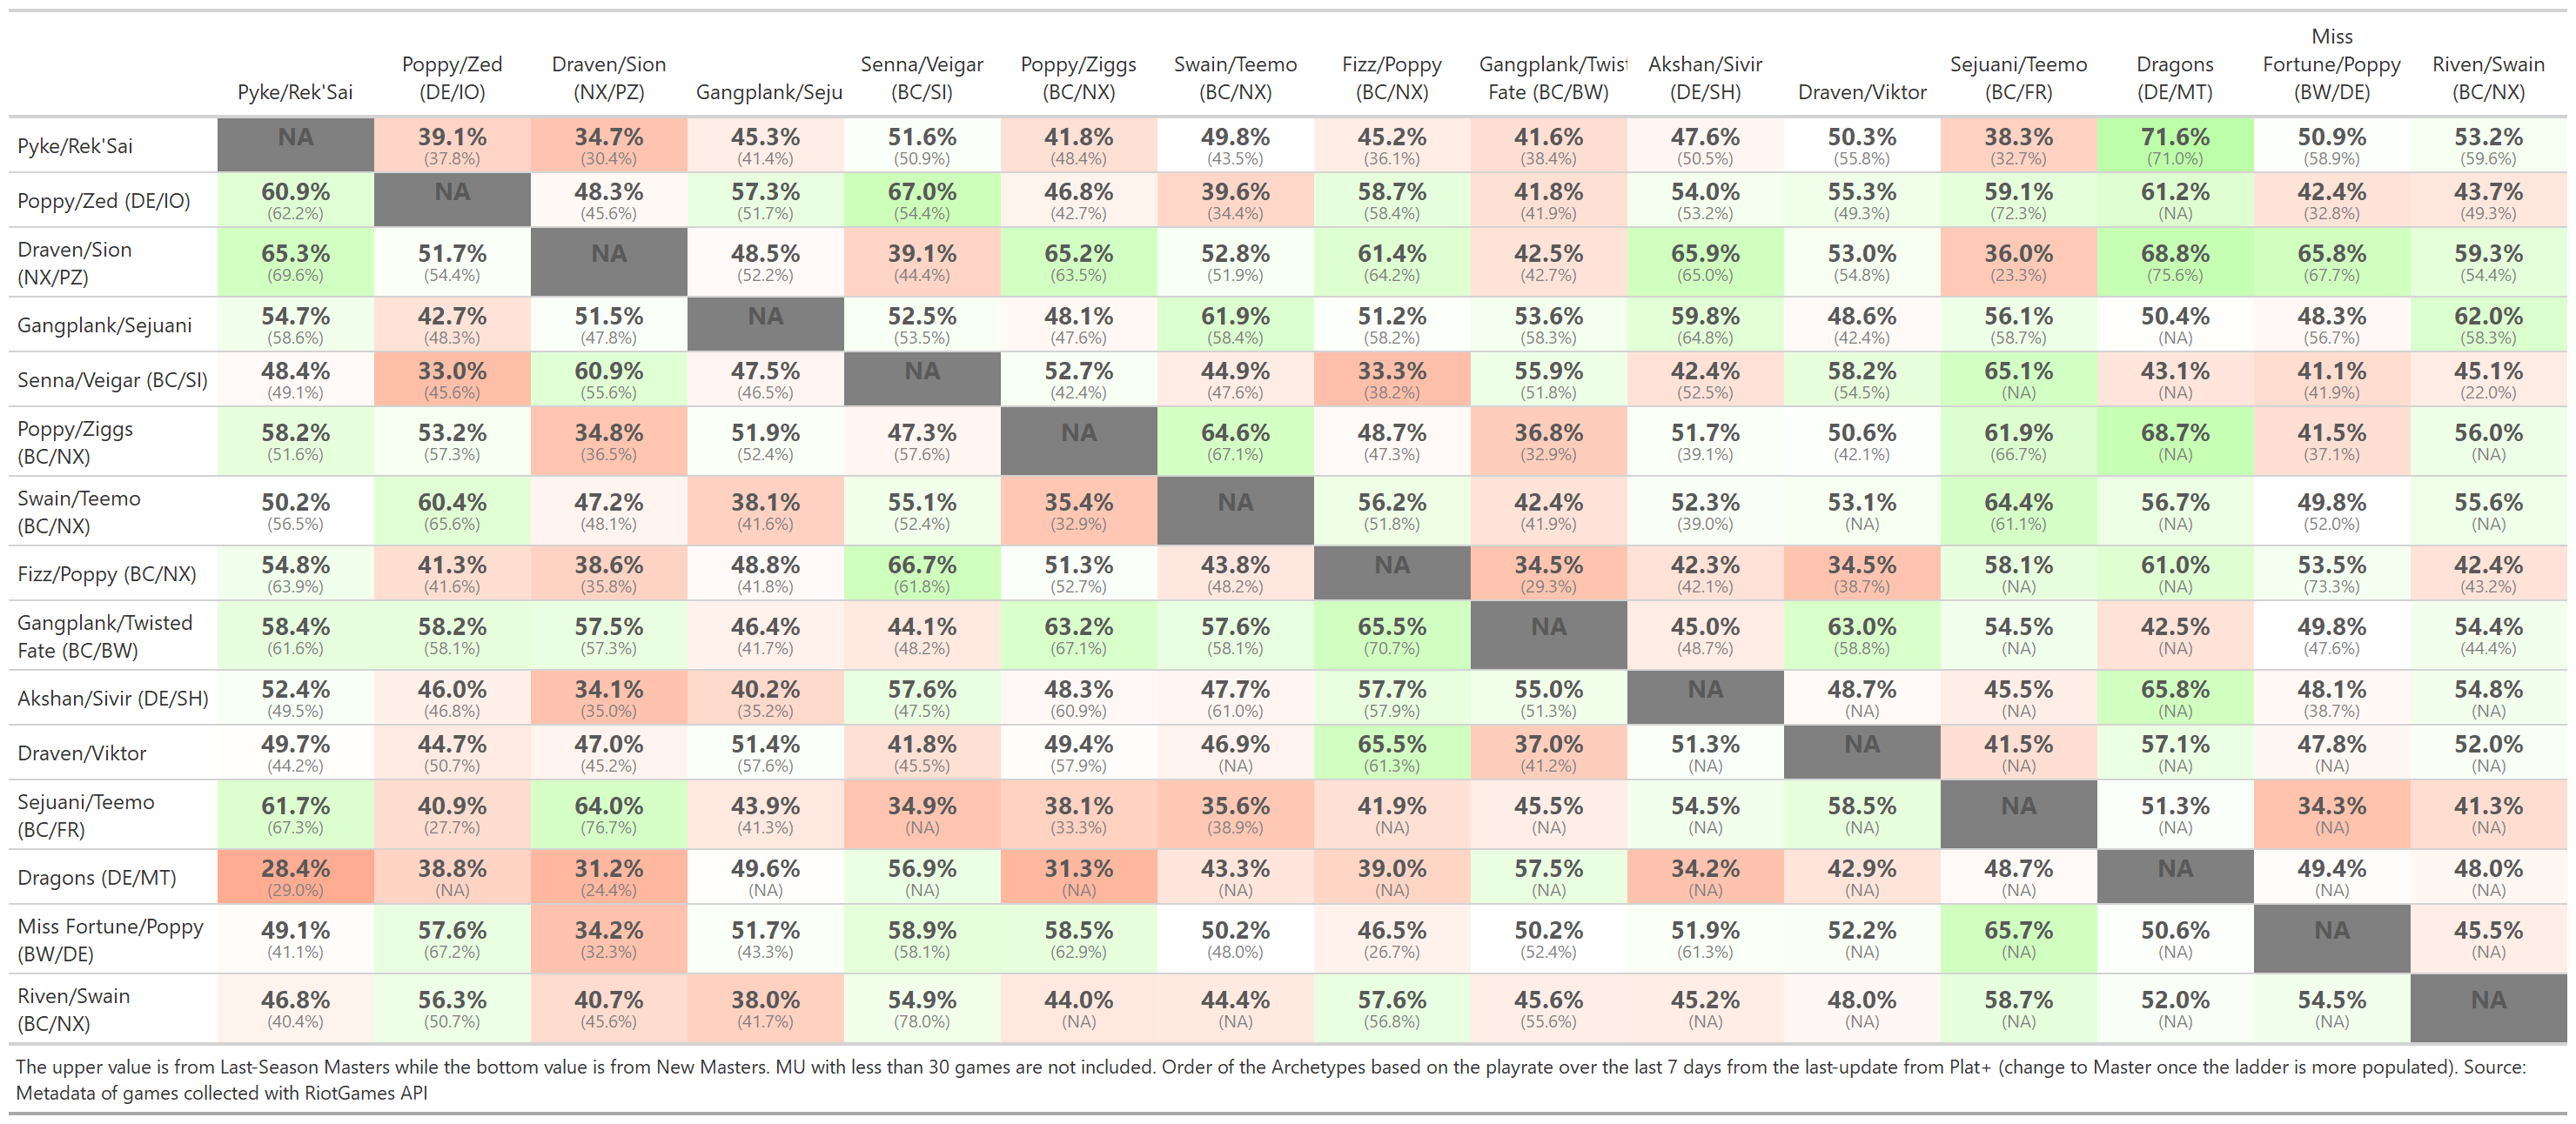 Pyke/Rek'Sai Poppy/Zed (DE/IO) Draven/Sion (NX/PZ) Gangplank/Seju Senna/Veigar (BC/SI) Poppy/Ziggs (BC/NX) Swain/Teemo (BC/NX) Fizz/Poppy (BC/NX) Gangplank/Twist Fate (BC/BW) Akshan/Sivir (DE/SH) Draven/Viktor Sejuani/Teemo (BC/FR) Dragons (DE/MT) Miss Fortune/Poppy (BW/DE) Riven/Swain (BC/NX)
Pyke/Rek'Sai NA 39.1% 34.7% 45.3% 51.6% 41.8% 49.8% 45.2% 41.6% 47.6% 50.3% 38.3% 71.6% 50.9% 53.2%
(37.8%) (30.4%) (41.4%) (50.9%) (48.4%) (43.5%) (36.1%) (38.4%) (50.5%) (55.8%) (32.7%) (71.0%) (58.9%) (59.6%)
Poppy/Zed (DE/IO) 60.9% NA 48.3% 57.3% 67.0% 46.8% 39.6% 58.7% 41.8% 54.0% 55.3% 59.1% 61.2% 42.4% 43.7%
(62.2%) (45.6%) (51.7%) (54.4%) (42.7%) (34.4%) (58.4%) (41.9%) (53.2%) (49.3%) (72.3%) (NA) (32.8%) (49.3%)
Draven/Sion (NX/PZ) 65.3% 51.7% NA 48.5% 39.1% 65.2% 52.8% 61.4% 42.5% 65.9% 53.0% 36.0% 68.8% 65.8% 59.3%
(69.6%) (54.4%) (52.2%) (44.4%) (63.5%) (51.9%) (64.2%) (42.7%) (65.0%) (54.8%) (23.3%) (75.6%) (67.7%) (54.4%)
Gangplank/Sejuani 54.7% 42.7% 51.5% NA 52.5% 48.1% 61.9% 51.2% 53.6% 59.8% 48.6% 56.1% 50.4% 48.3% 62.0%
(58.6%) (48.3%) (47.8%) (53.5%) (47.6%) (58.4%) (58.2%) (58.3%) (64.8%) (42.4%) (58.7%) (NA) (56.7%) (58.3%)
Senna/Veigar (BC/SI) 48.4% 33.0% 60.9% 47.5% NA 52.7% 44.9% 33.3% 55.9% 42.4% 58.2% 65.1% 43.1% 41.1% 45.1%
(49.1%) (45.6%) (55.6%) (46.5%) (42.4%) (47.6%) (38.2%) (51.8%) (52.5%) (54.5%) (NA) (NA) (41.9%) (22.0%)
Poppy/Ziggs (BC/NX) 58.2% 53.2% 34.8% 51.9% 47.3% NA 64.6% 48.7% 36.8% 51.7% 50.6% 61.9% 68.7% 41.5% 56.0%
(51.6%) (57.3%) (36.5%) (52.4%) (57.6%) (67.1%) (47.3%) (32.9%) (39.1%) (42.1%) (66.7%) (NA) (37.1%) (NA)
Swain/Teemo (BC/NX) 50.2% 60.4% 47.2% 38.1% 55.1% 35.4% NA 56.2% 42.4% 52.3% 53.1% 64.4% 56.7% 49.8% 55.6%
(56.5%) (65.6%) (48.1%) (41.6%) (52.4%) (32.9%) (51.8%) (41.9%) (39.0%) (NA) (61.1%) (NA) (52.0%) (NA)
Fizz/Poppy (BC/NX) 54.8% 41.3% 38.6% 48.8% 66.7% 51.3% 43.8% NA 34.5% 42.3% 34.5% 58.1% 61.0% 53.5% 42.4%
(63.9%) (41.6%) (35.8%) (41.8%) (61.8%) (52.7%) (48.2%) (29.3%) (42.1%) (38.7%) (NA) (NA) (73.3%) (43.2%)
Gangplank/Twisted Fate (BC/BW) 58.4% 58.2% 57.5% 46.4% 44.1% 63.2% 57.6% 65.5% NA 45.0% 63.0% 54.5% 42.5% 49.8% 54.4%
(61.6%) (58.1%) (57.3%) (41.7%) (48.2%) (67.1%) (58.1%) (70.7%) (48.7%) (58.8%) (NA) (NA) (47.6%) (44.4%)
Akshan/Sivir (DE/SH) 52.4% 46.0% 34.1% 40.2% 57.6% 48.3% 47.7% 57.7% 55.0% NA 48.7% 45.5% 65.8% 48.1% 54.8%
(49.5%) (46.8%) (35.0%) (35.2%) (47.5%) (60.9%) (61.0%) (57.9%) (51.3%) (NA) (NA) (NA) (38.7%) (NA)
Draven/Viktor 49.7% 44.7% 47.0% 51.4% 41.8% 49.4% 46.9% 65.5% 37.0% 51.3% NA 41.5% 57.1% 47.8% 52.0%
(44.2%) (50.7%) (45.2%) (57.6%) (45.5%) (57.9%) (NA) (61.3%) (41.2%) (NA) (NA) (NA) (NA) (NA)
Sejuani/Teemo (BC/FR) 61.7% 40.9% 64.0% 43.9% 34.9% 38.1% 35.6% 41.9% 45.5% 54.5% 58.5% NA 51.3% 34.3% 41.3%
(67.3%) (27.7%) (76.7%) (41.3%) (NA) (33.3%) (38.9%) (NA) (NA) (NA) (NA) (NA) (NA) (NA)
Dragons (DE/MT) 28.4% 38.8% 31.2% 49.6% 56.9% 31.3% 43.3% 39.0% 57.5% 34.2% 42.9% 48.7% NA 49.4% 48.0%
(29.0%) (NA) (24.4%) (NA) (NA) (NA) (NA) (NA) (NA) (NA) (NA) (NA) (NA) (NA)
Miss Fortune/Poppy (BW/DE) 49.1% 57.6% 34.2% 51.7% 58.9% 58.5% 50.2% 46.5% 50.2% 51.9% 52.2% 65.7% 50.6% NA 45.5%
(41.1%) (67.2%) (32.3%) (43.3%) (58.1%) (62.9%) (48.0%) (26.7%) (52.4%) (61.3%) (NA) (NA) (NA) (NA)
Riven/Swain (BC/NX) 46.8% 56.3% 40.7% 38.0% 54.9% 44.0% 44.4% 57.6% 45.6% 45.2% 48.0% 58.7% 52.0% 54.5% NA
(40.4%) (50.7%) (45.6%) (41.7%) (78.0%) (NA) (NA) (56.8%) (55.6%) (NA) (NA) (NA) (NA) (NA)
The upper value is from Last-Season Masters while the bottom value is from New Masters. MU with less than 30 games are not included. Order of the Archetypes based on the playrate over the last 7 days from the last-update from Plat+ (change to Master once the ladder is more populated). Source:
Metadata of games collected with RiotGames API